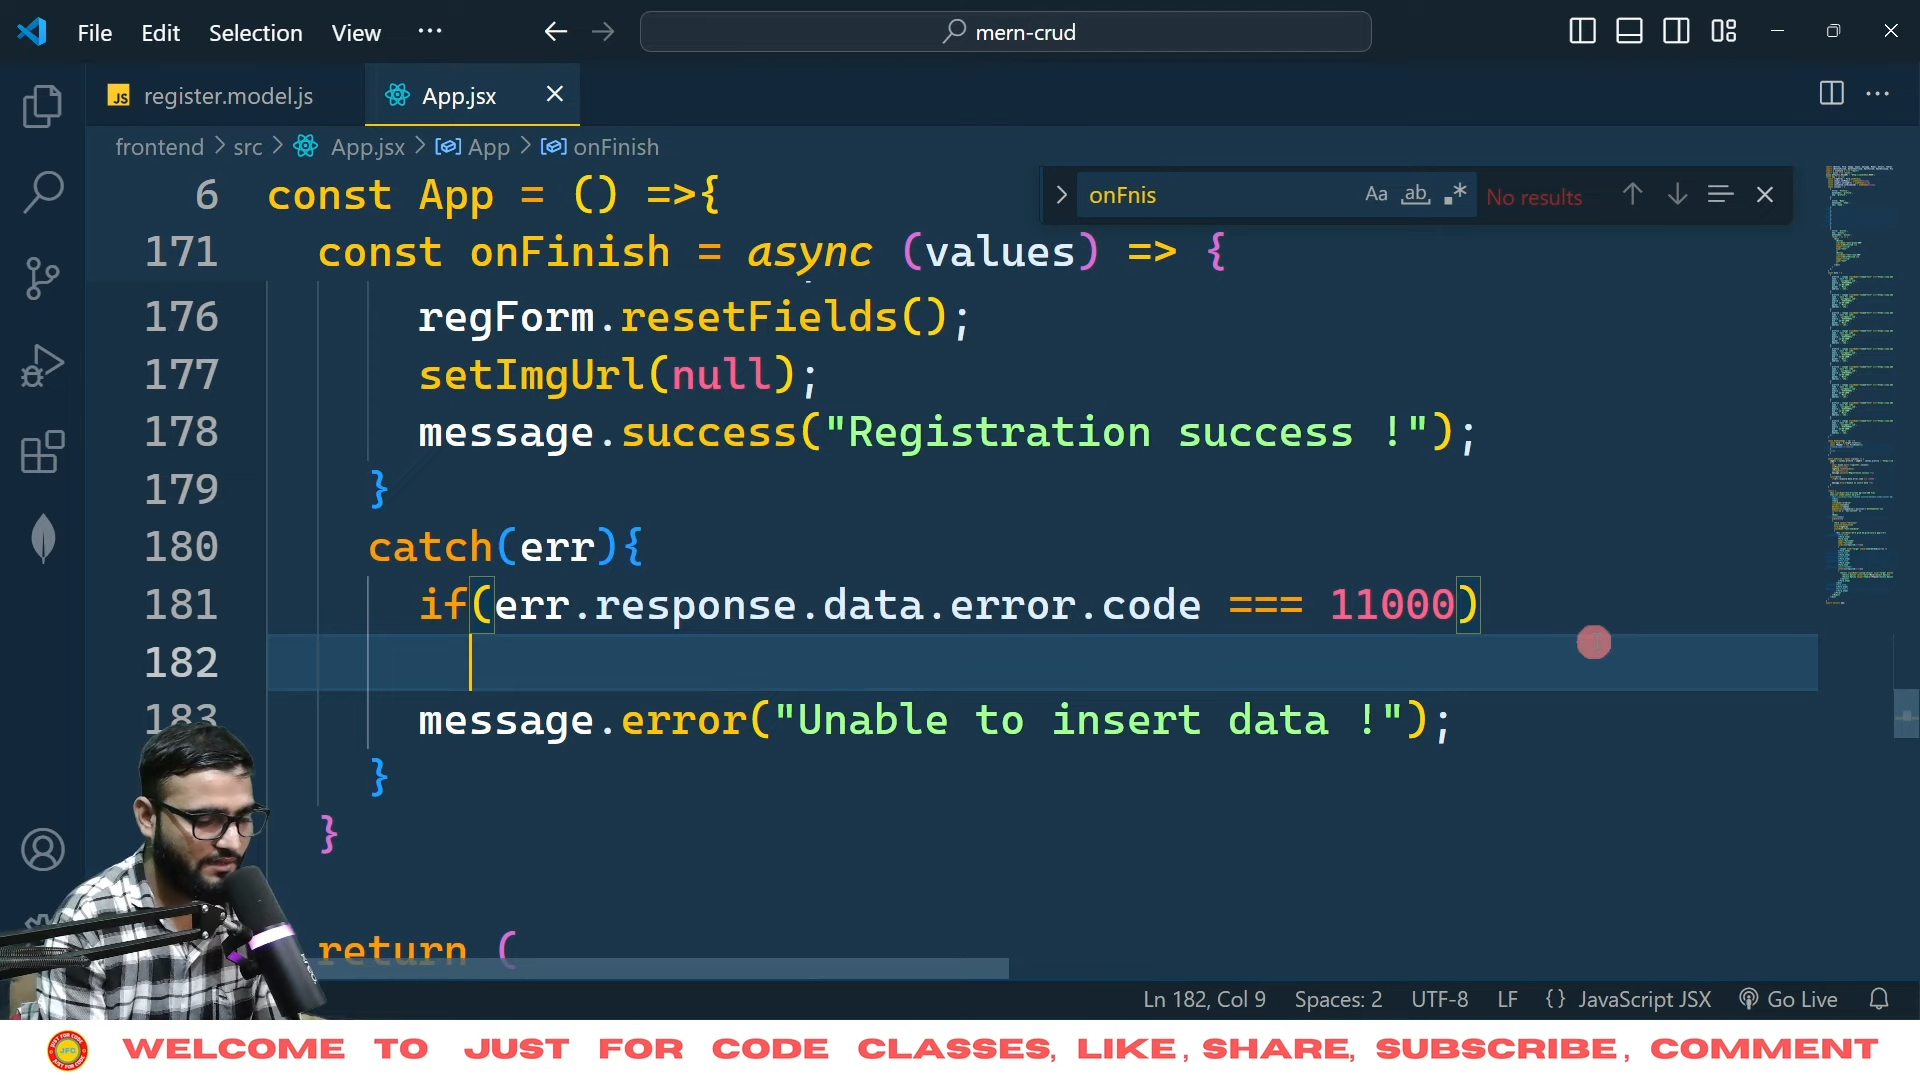 File Edit Selection View ··· mern-crud
JS register.model.js App.jsx
frontend > src > App.jsx > App > onFinish
onFnis Aa ab .* No results
6 const App = () =>{
171 const onFinish = async (values) => {
176 regForm.resetFields();
177 setImgUrl(null);
178 message.success("Registration success !");
179 }
180 catch(err){
181 if(err.response.data.error.code === 11000)
182
183 message.error("Unable to insert data !");
}
}
return (
Ln 182, Col 9 Spaces: 2 UTF-8 LF {} JavaScript JSX Go Live
JFC WELCOME TO JUST FOR CODE CLASSES, LIKE, SHARE, SUBSCRIBE, COMMENT